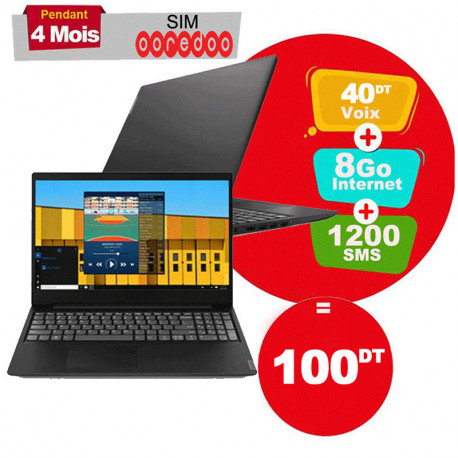 Pendant
4 Mois
SIM
ooredoo
40DT
Voix
+
8Go
Internet
+
1200
SMS
=
100DT